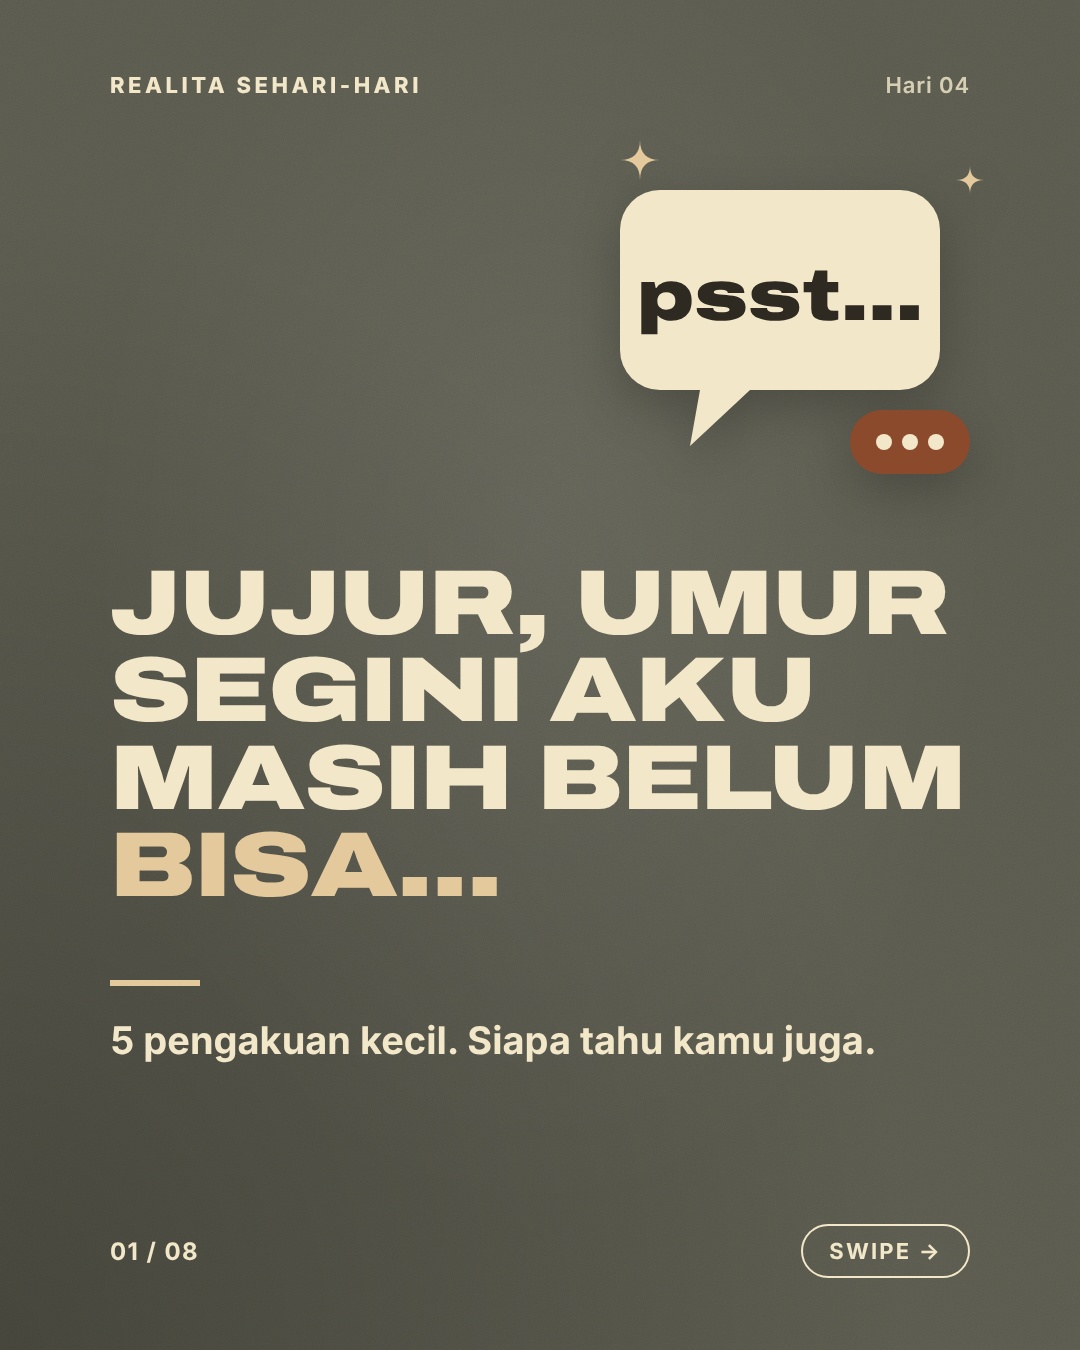 REALITA SEHARI-HARI
Hari 04
psst...
JUJUR, UMUR
SEGINI AKU
MASIH BELUM
BISA...
5 pengakuan kecil. Siapa tahu kamu juga.
01 / 08
SWIPE →